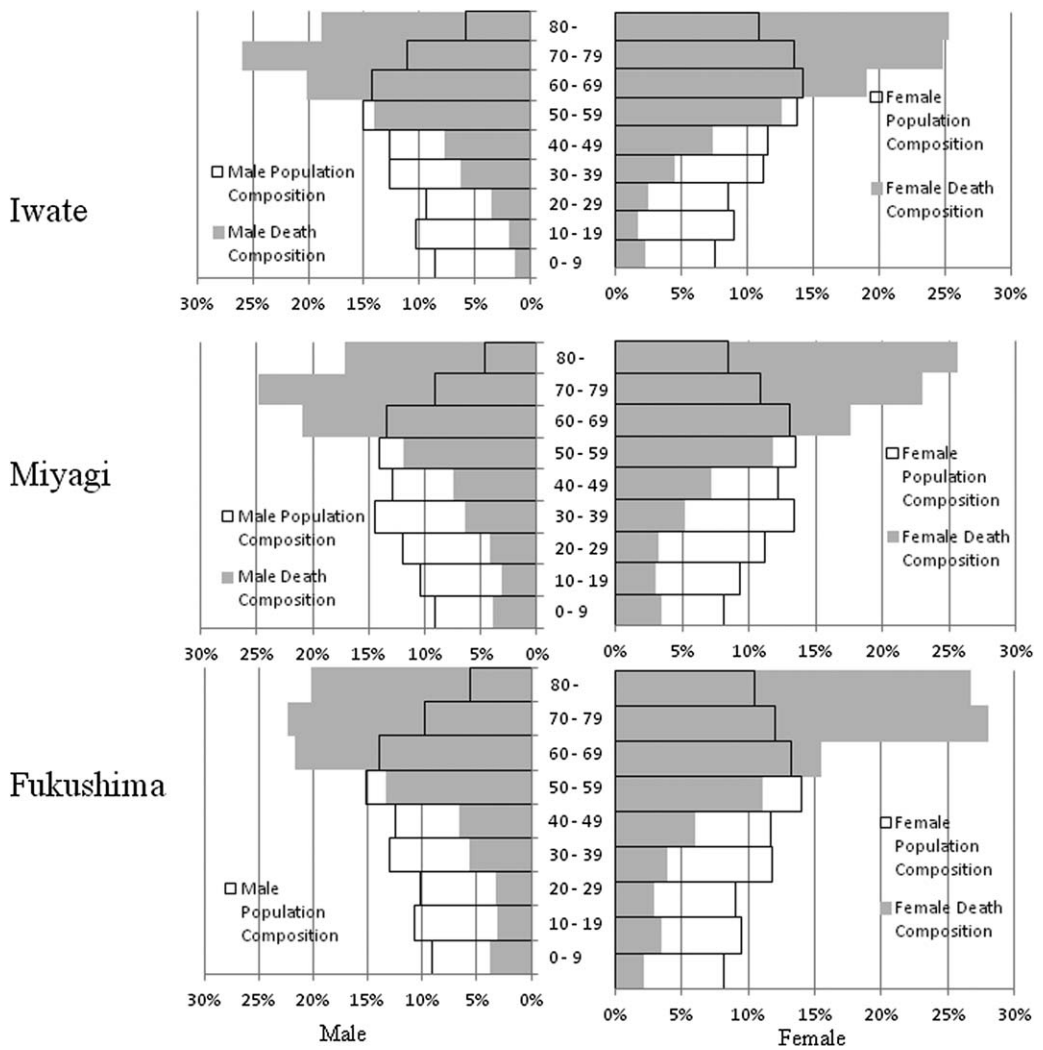 80 -
70 - 79
60 - 69
50 - 59
40 - 49
30 - 39
20 - 29
10 - 19
0 - 9
Iwate
Male Population
Composition
Male Death
Composition
Female
Population
Composition
Female Death
Composition
30% 25% 20% 15% 10% 5% 0%
0% 5% 10% 15% 20% 25% 30%
80 -
70 - 79
60 - 69
50 - 59
40 - 49
30 - 39
20 - 29
10 - 19
0 - 9
Miyagi
Male Population
Composition
Male Death
Composition
Female
Population
Composition
Female Death
Composition
30% 25% 20% 15% 10% 5% 0%
0% 5% 10% 15% 20% 25% 30%
80 -
70 - 79
60 - 69
50 - 59
40 - 49
30 - 39
20 - 29
10 - 19
0 - 9
Fukushima
Male
Population
Composition
Female
Population
Composition
Female Death
Composition
30% 25% 20% 15% 10% 5% 0%
0% 5% 10% 15% 20% 25% 30%
Male
Female